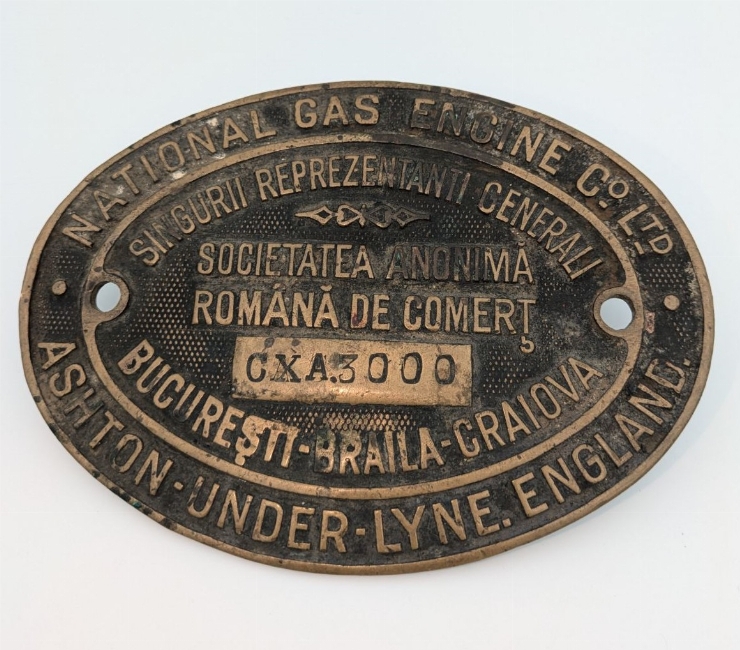 NATIONAL GAS ENGINE Cº. LTD
SINGURII REPREZENTANTI GENERALI
SOCIETATEA ANONIMĂ
ROMÂNĂ DE COMERȚ
CXA3000
BUCUREȘTI-BRAILA-CRAIOVA
ASHTON-UNDER-LYNE. ENGLAND.